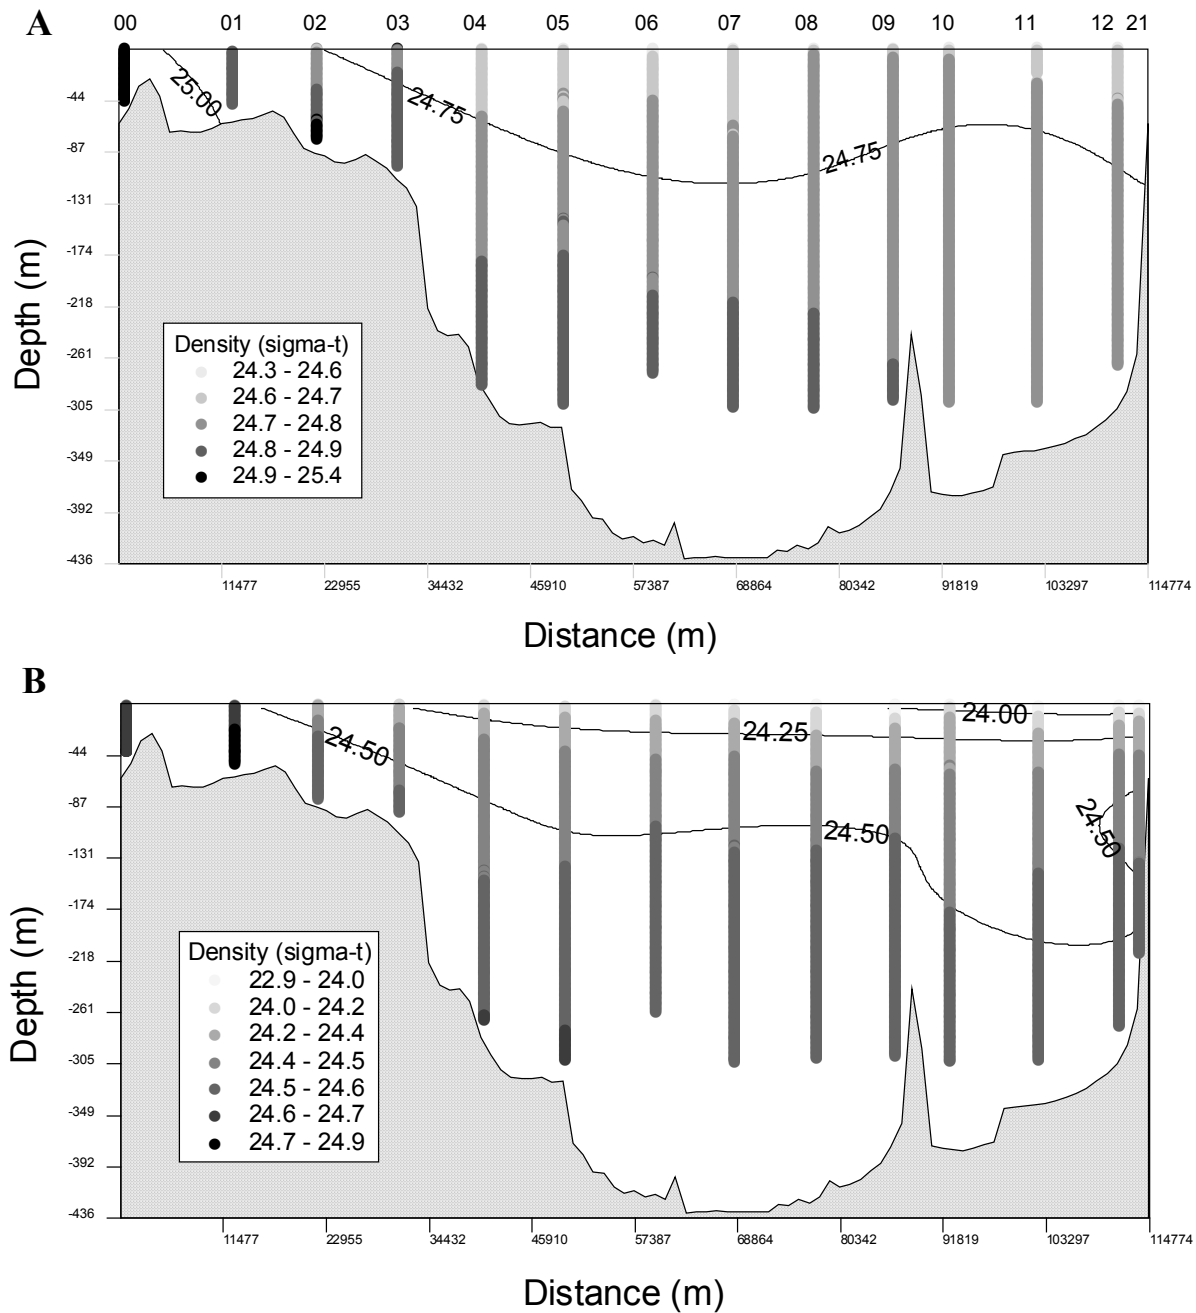 A
00 01 02 03 04 05 06 07 08 09 10 11 12 21
25.00
24.75
24.75
-44
-87
-131
-174
-218
-261
-305
-349
-392
-436
Depth (m)
Density (sigma-t)
24.3 - 24.6
24.6 - 24.7
24.7 - 24.8
24.8 - 24.9
24.9 - 25.4
11477 22955 34432 45910 57387 68864 80342 91819 103297 114774
Distance (m)
B
24.00
24.25
24.50
24.50
24.50
-44
-87
-131
-174
-218
-261
-305
-349
-392
-436
Depth (m)
Density (sigma-t)
22.9 - 24.0
24.0 - 24.2
24.2 - 24.4
24.4 - 24.5
24.5 - 24.6
24.6 - 24.7
24.7 - 24.9
11477 22955 34432 45910 57387 68864 80342 91819 103297 114774
Distance (m)